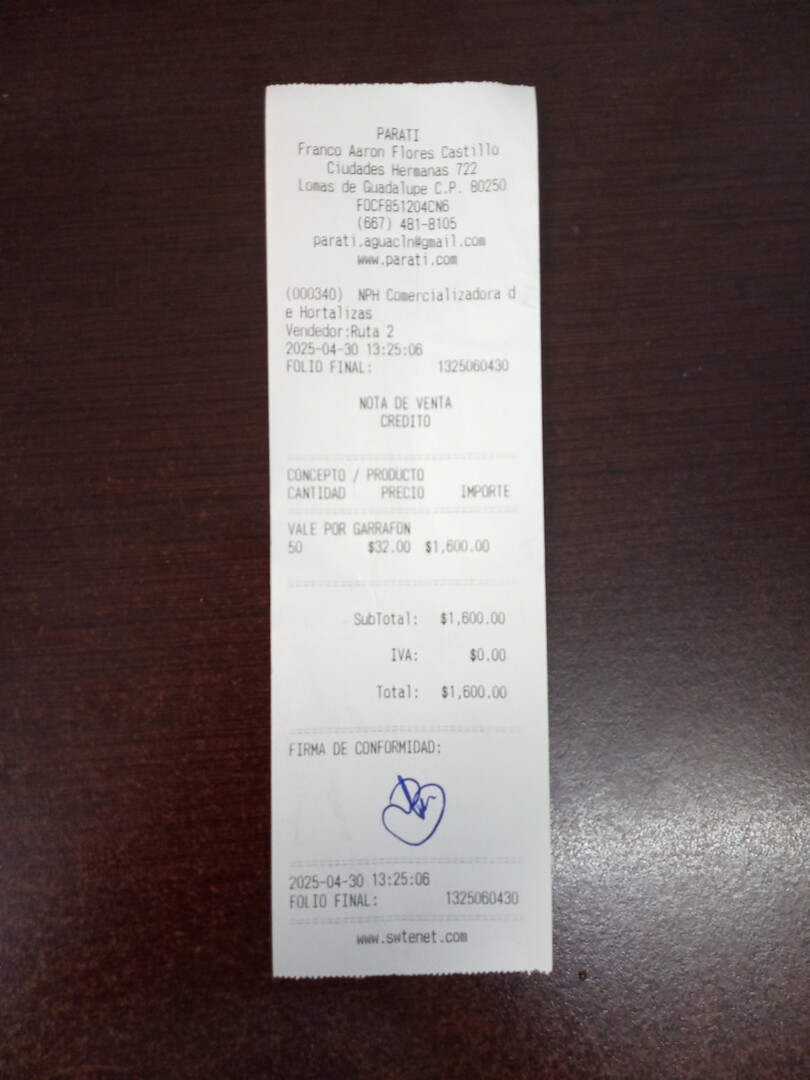 PARATI
Franco Aaron Flores Castillo
Ciudades Hermanas 722
Lomas de Guadalupe C.P. 80250
FOCF851204CN6
(667) 481-8105
parati.aguacln@gmail.com
www.parati.com
(000340) NPH Comercializadora d
e Hortalizas
Vendedor:Ruta 2
2025-04-30 13:25:06
FOLIO FINAL: 1325060430
NOTA DE VENTA
CREDITO
CONCEPTO / PRODUCTO
CANTIDAD PRECIO IMPORTE
VALE POR GARRAFON
50 $32.00 $1,600.00
SubTotal: $1,600.00
IVA: $0.00
Total: $1,600.00
FIRMA DE CONFORMIDAD:
2025-04-30 13:25:06
FOLIO FINAL: 1325060430
www.swtenet.com